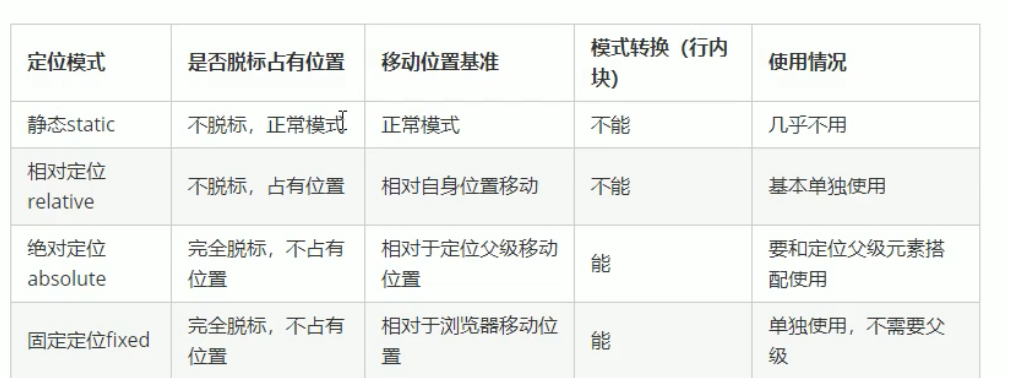 定位模式 是否脱标占有位置 移动位置基准 模式转换（行内块） 使用情况
静态static 不脱标，正常模式 正常模式 不能 几乎不用
相对定位relative 不脱标，占有位置 相对自身位置移动 不能 基本单独使用
绝对定位absolute 完全脱标，不占有位置 相对于定位父级移动位置 能 要和定位父级元素搭配使用
固定定位fixed 完全脱标，不占有位置 相对于浏览器移动位置 能 单独使用，不需要父级